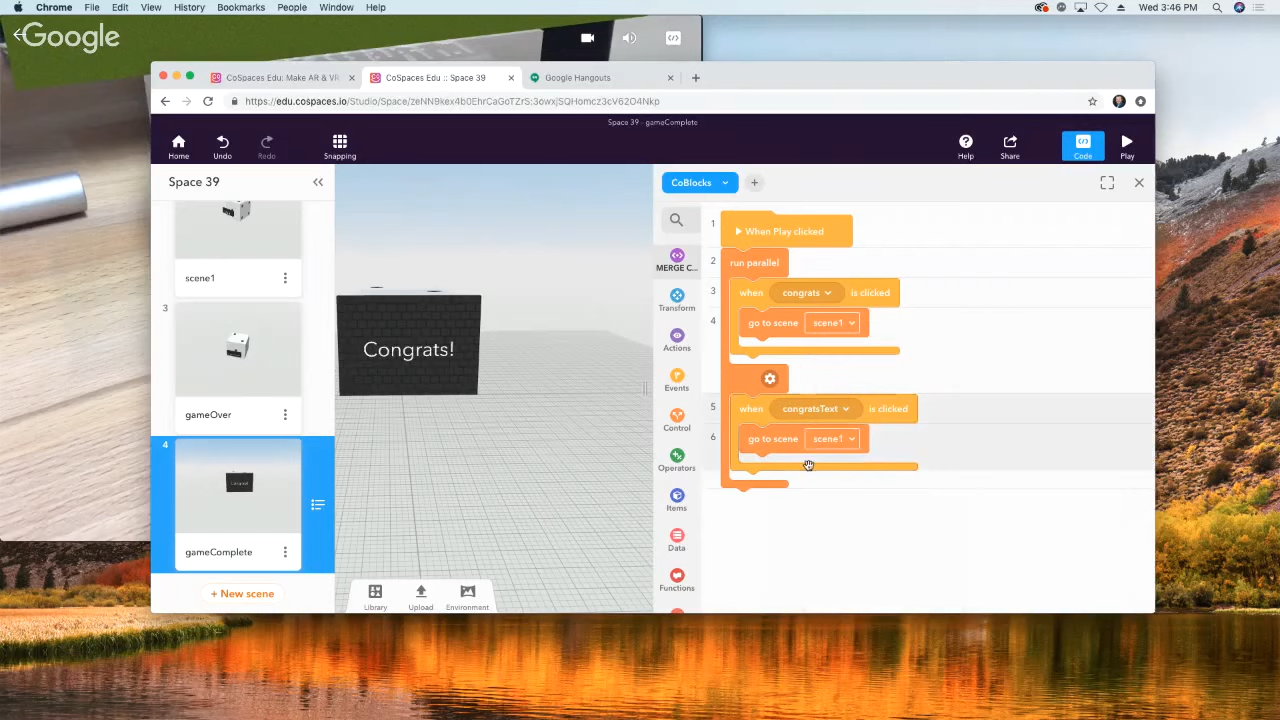 Chrome File Edit View History Bookmarks People Window Help Wed 3:46 PM
Google
CoSpaces Edu: Make AR & VR
CoSpaces Edu :: Space 39
Google Hangouts
https://edu.cospaces.io/Studio/Space/zeNN9kex4b0EhrCaGoTZrS:3owxjSQHomcz3cV62O4Nkp
Space 39 - gameComplete
Home Undo Redo Snapping Help Share Code Play
Space 39
scene1
3
gameOver
4
Congrats!
gameComplete
+ New scene
Congrats!
Library Upload Environment
CoBlocks
MERGE C...
Transform
Actions
Events
Control
Operators
Items
Data
Functions
1 When Play clicked
2 run parallel
3 when congrats is clicked
4 go to scene scene1
5 when congratsText is clicked
6 go to scene scene1